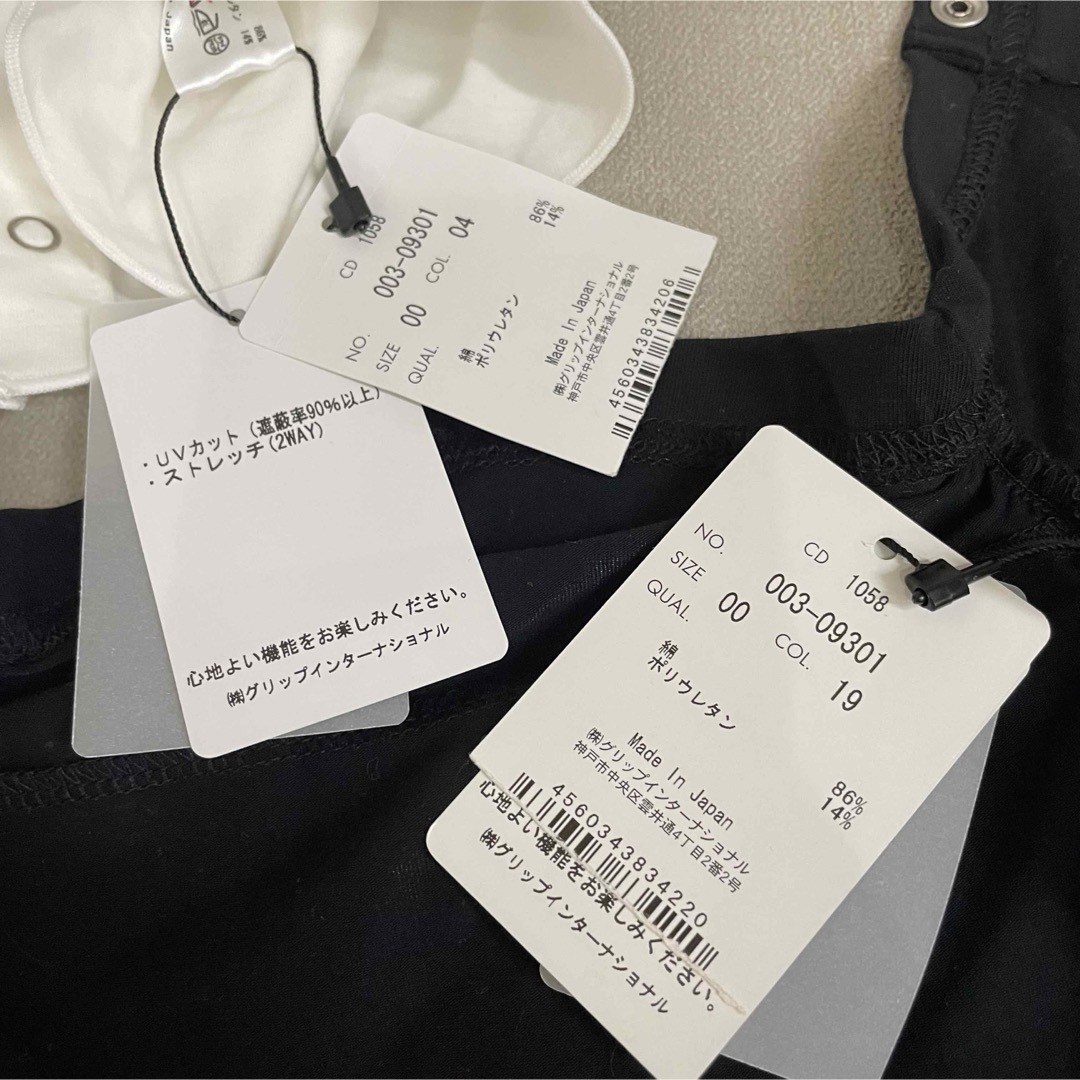 タン 86%
14%
Japan
CD 1058
NO. 003-09301
SIZE 00 COL. 04
QUAL.
綿 86%
ポリウレタン 14%
Made In Japan
㈱グリップインターナショナル
神戸市中央区雲井通4丁目2番2号
4560343834206
・UVカット(遮蔽率90%以上)
・ストレッチ(2WAY)
心地よい機能をお楽しみください。
㈱グリップインターナショナル
CD 1058
NO. 003-09301
SIZE 00 COL. 19
QUAL.
綿 86%
ポリウレタン 14%
Made In Japan
㈱グリップインターナショナル
神戸市中央区雲井通4丁目2番2号
4560343834220
心地よい機能をお楽しみください。
㈱グリップインターナショナル